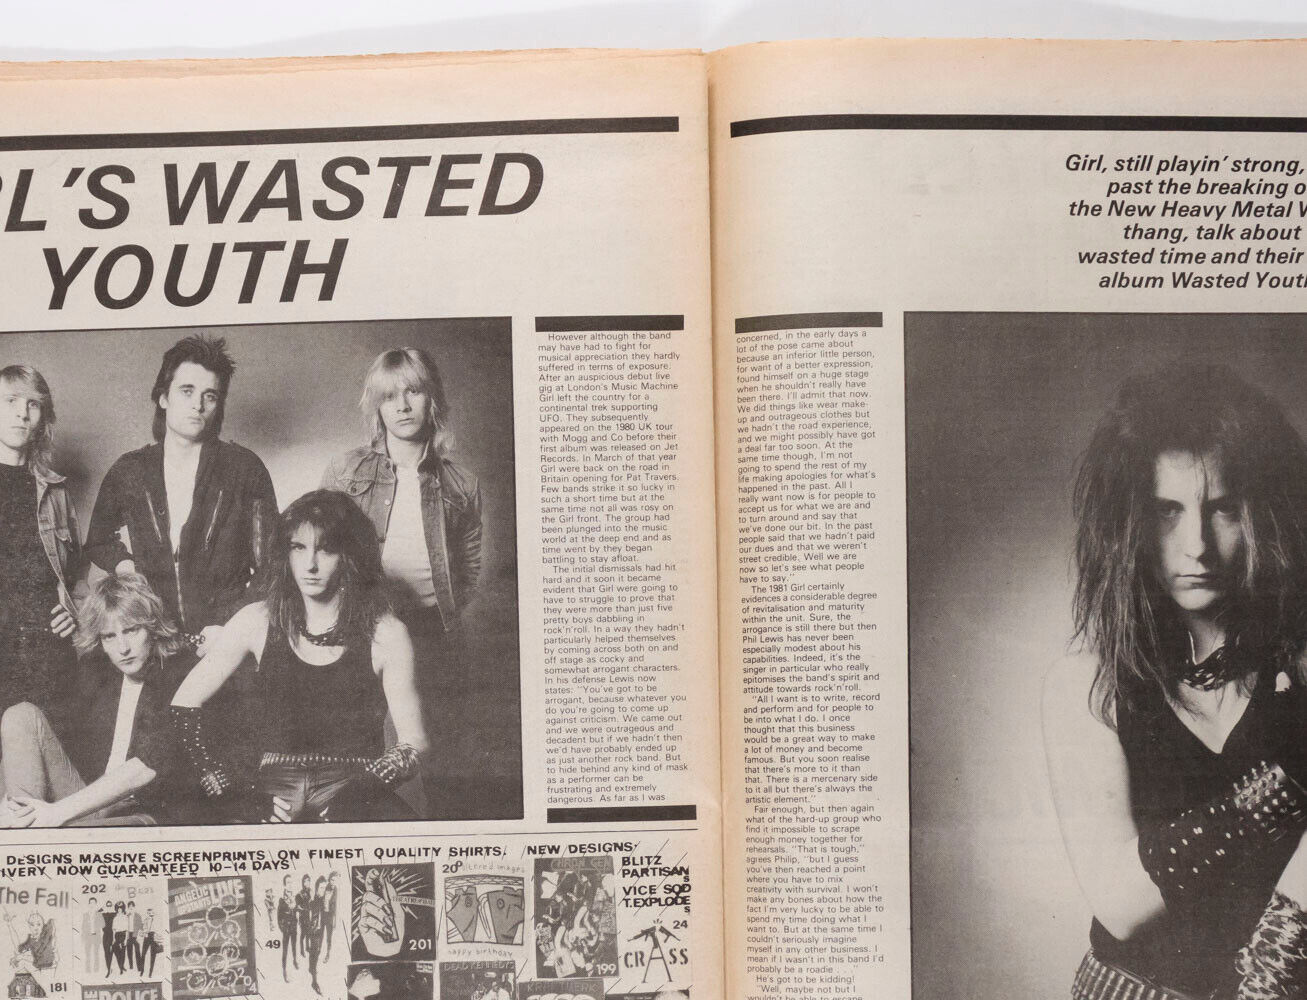 RL'S WASTED
YOUTH
However although the band
may have had to fight for
musical appreciation they hardly
suffered in terms of exposure.
After an auspicious debut live
gig at London's Music Machine
Girl left the country for a
continental trek supporting
UFO. They subsequently
appeared on the 1980 UK tour
with Mogg and Co before their
first album was released on Jet
Records. In March of that year
Girl were back on the road in
Britain opening for Pat Travers.
Few bands strike it so lucky in
such a short time but at the
same time not all was rosy on
the Girl front. The group had
been plunged into the music
world at the deep end and as
time went by they began
battling to stay afloat.
The initial dismissals had hit
hard and it soon it became
evident that Girl were going to
have to struggle to prove that
they were more than just five
pretty boys dabbling in
rock'n'roll. In a way they hadn't
particularly helped themselves
by coming across both on and
off stage as cocky and
somewhat arrogant characters.
In his defense Lewis now
states: "You've got to be
arrogant, because whatever you
do you're going to come up
against criticism. We came out
and we were outrageous and
decadent but if we hadn't then
we'd have probably ended up
as just another rock band. But
to hide behind any kind of mask
as a performer can be
frustrating and extremely
dangerous. As far as I was
DESIGNS MASSIVE SCREENPRINTS ON FINEST QUALITY SHIRTS. NEW DESIGNS:
IVERY NOW GUARANTEED 10-14 DAYS
BLITZ
PARTISANS
VICE SQD
T.EXPLODES
The Fall
181
202
ANGELIC
49
THEATRE OF HATE
201
208
altered images
happy birthday
CHRON GEN
199
24
CRASS
POLICE
DEAD KENNEDYS
KRAFTWERK
Girl, still playin' strong,
past the breaking o
the New Heavy Metal W
thang, talk about
wasted time and their
album Wasted Youth
concerned, in the early days a
lot of the pose came about
because an inferior little person,
for want of a better expression,
found himself on a huge stage
when he shouldn't really have
been there. I'll admit that now.
We did things like wear make-
up and outrageous clothes but
we hadn't the road experience,
and we might possibly have got
a deal far too soon. At the
same time though, I'm not
going to spend the rest of my
life making apologies for what's
happened in the past. All I
really want now is for people to
accept us for what we are and
to turn around and say that
we've done our bit. In the past
people said that we hadn't paid
our dues and that we weren't
street credible. Well we are
now so let's see what people
have to say."
The 1981 Girl certainly
evidences a considerable degree
of revitalisation and maturity
within the unit. Sure, the
arrogance is still there but then
Phil Lewis has never been
especially modest about his
capabilities. Indeed, it's the
singer in particular who really
epitomises the band's spirit and
attitude towards rock'n'roll.
"All I want is to write, record
and perform and for people to
be into what I do. I once
thought that this business
would be a great way to make
a lot of money and become
famous. But you soon realise
that there's more to it than
that. There is a mercenary side
to it all but there's always the
artistic element."
Fair enough, but then again
what of the hard-up group who
find it impossible to scrape
enough money together for
rehearsals. "That is tough,"
agrees Philip, "but I guess
you've then reached a point
where you have to mix
creativity with survival. I won't
make any bones about how the
fact I'm very lucky to be able to
spend my time doing what I
want to. But at the same time I
couldn't seriously imagine
myself in any other business. I
mean if I wasn't in this band I'd
probably be a roadie . . ."
He's got to be kidding!
"Well, maybe not but I
wouldn't be able to escape